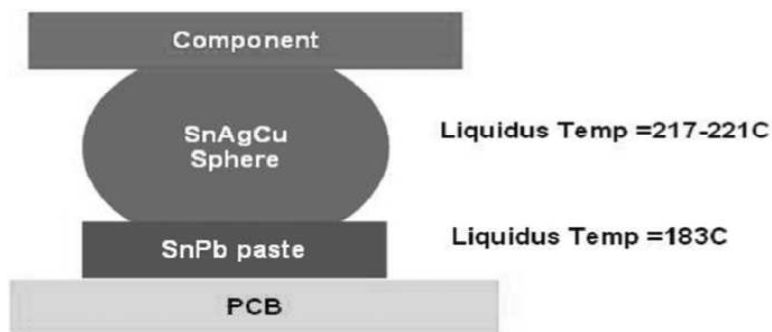 Component
SnAgCu
Sphere
Liquidus Temp =217-221C
SnPb paste
Liquidus Temp =183C
PCB